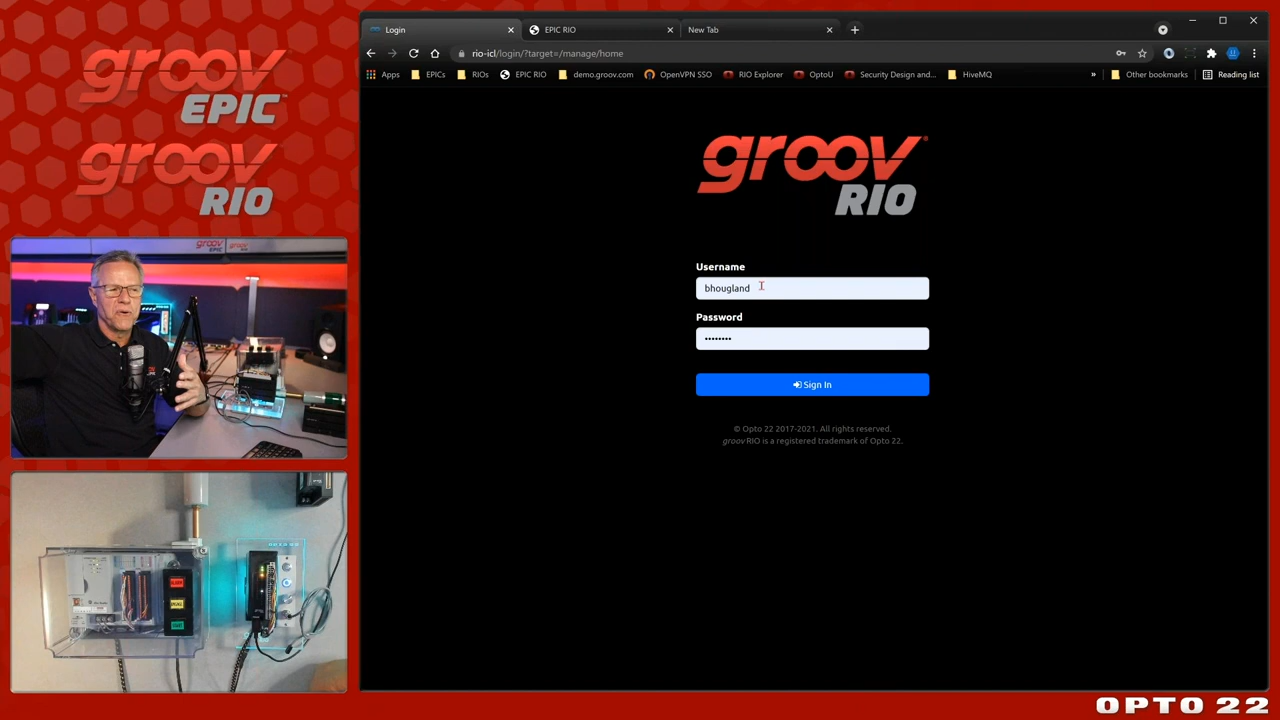 groov
EPIC™
groov
RIO
Login
EPIC RIO
New Tab
rio-icl/login/?target=/manage/home
Apps
EPICs
RIOs
EPIC RIO
demo.groov.com
OpenVPN SSO
RIO Explorer
OptoU
Security Design and...
HiveMQ
»
Other bookmarks
Reading list
groov®
RIO
Username
bhougland
Password
••••••••
Sign In
© Opto 22 2017-2021. All rights reserved.
groov RIO is a registered trademark of Opto 22.
OPTO 22